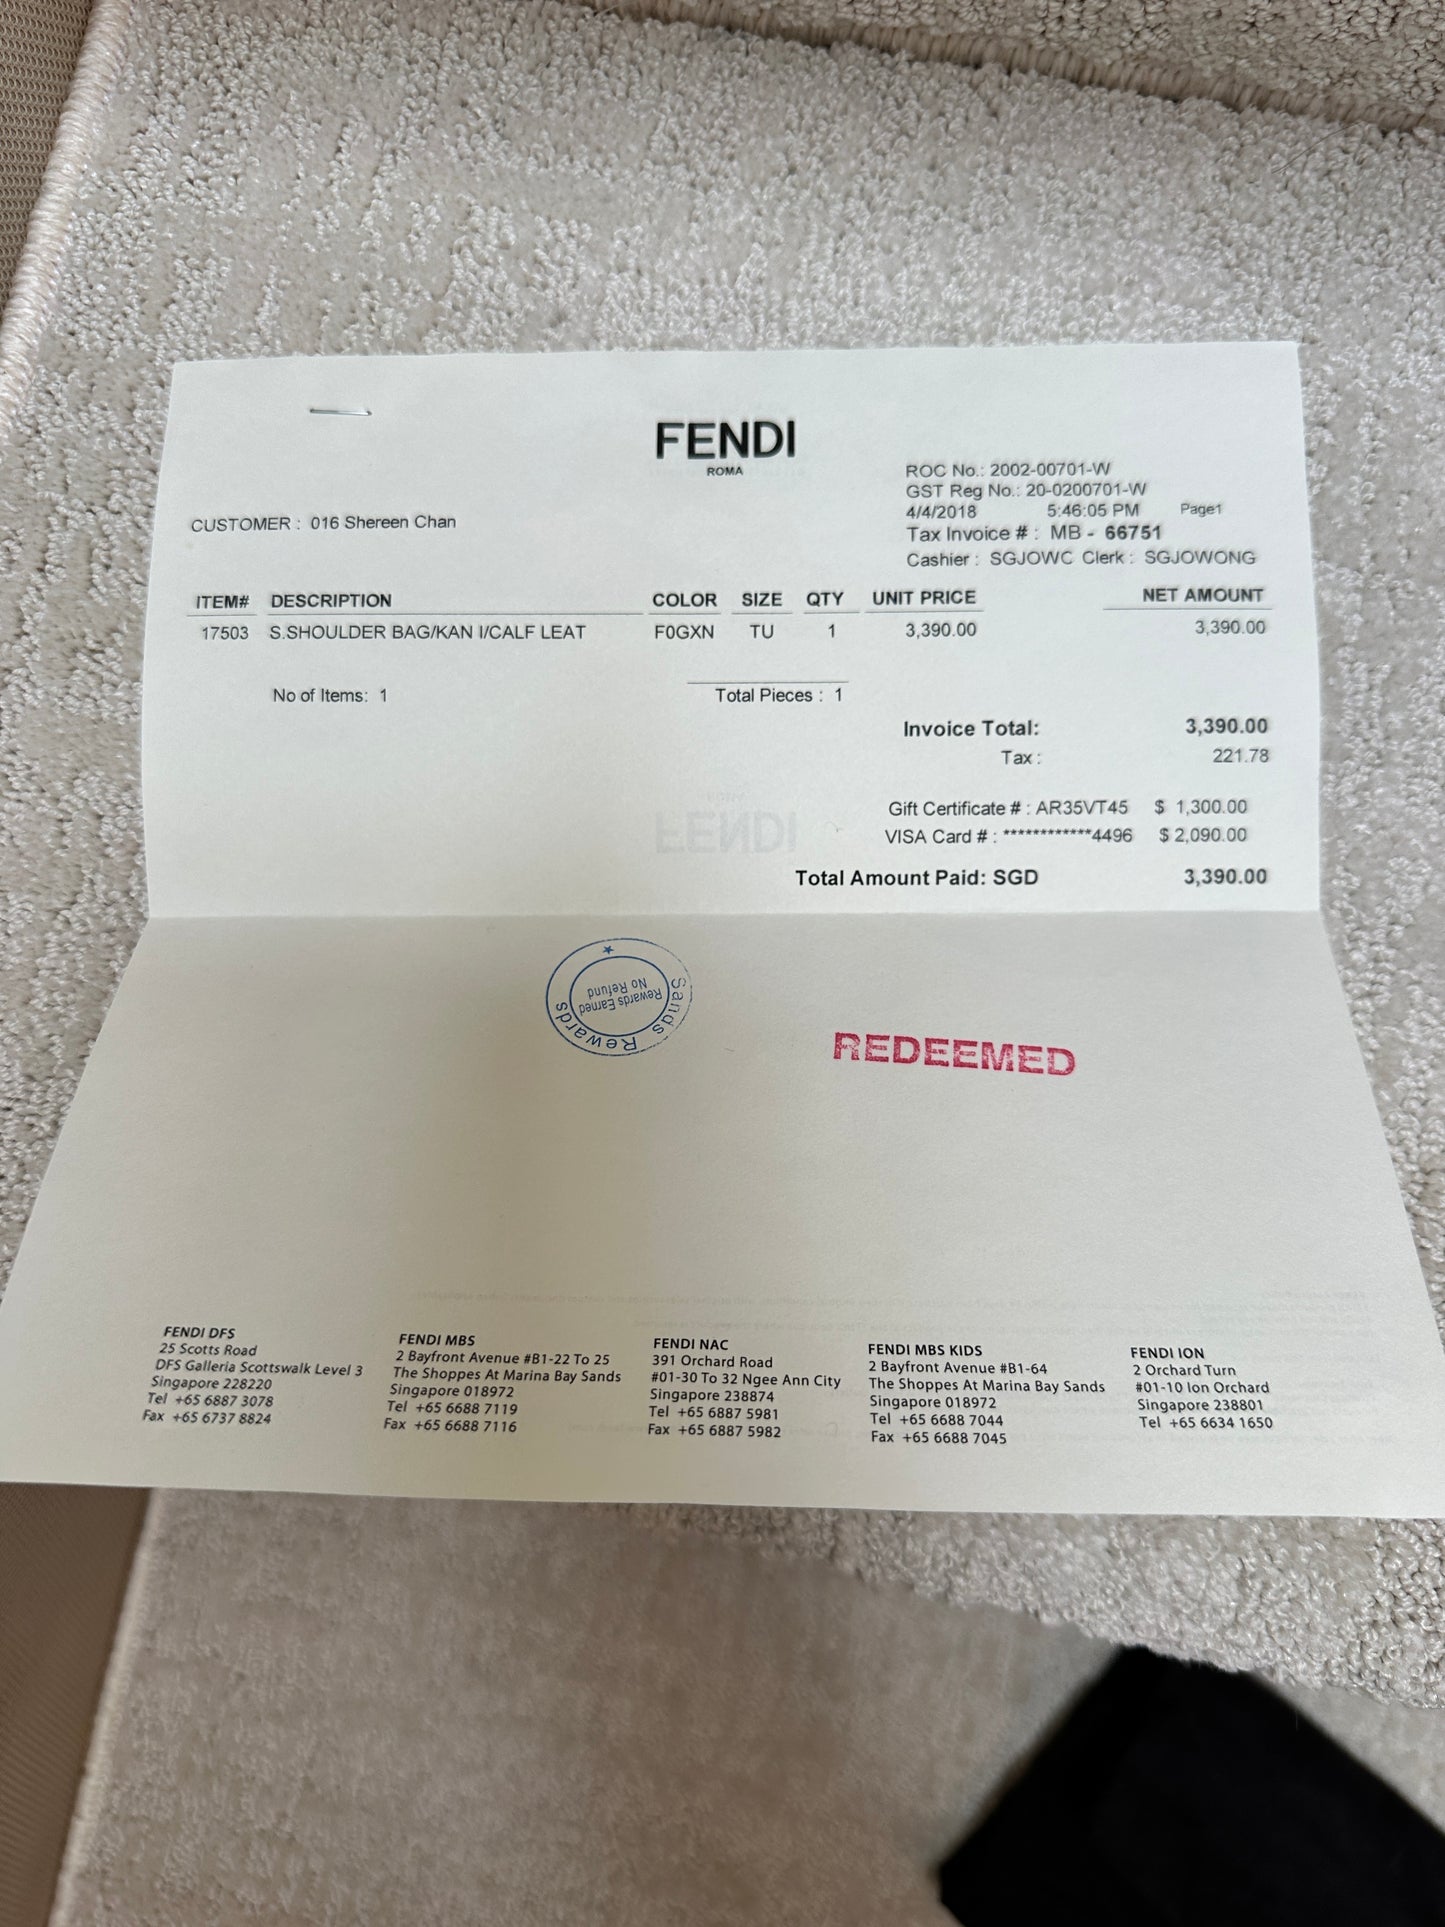 FENDI
ROMA
ROC No.: 2002-00701-W
GST Reg No.: 20-0200701-W
4/4/2018 5:46:05 PM Page1
CUSTOMER : 016 Shereen Chan
Tax Invoice # : MB - 66751
Cashier : SGJOWC Clerk : SGJOWONG
ITEM# DESCRIPTION COLOR SIZE QTY UNIT PRICE NET AMOUNT
17503 S.SHOULDER BAG/KAN I/CALF LEAT F0GXN TU 1 3,390.00 3,390.00
No of Items: 1 Total Pieces : 1
Invoice Total: 3,390.00
Tax : 221.78
Gift Certificate # : AR35VT45 $ 1,300.00
VISA Card # : ************4496 $ 2,090.00
Total Amount Paid: SGD 3,390.00
FENDI
ROMA
Sands Rewards
Rewards Earned
No Refund
REDEEMED
FENDI DFS
25 Scotts Road
DFS Galleria Scottswalk Level 3
Singapore 228220
Tel +65 6887 3078
Fax +65 6737 8824
FENDI MBS
2 Bayfront Avenue #B1-22 To 25
The Shoppes At Marina Bay Sands
Singapore 018972
Tel +65 6688 7119
Fax +65 6688 7116
FENDI NAC
391 Orchard Road
#01-30 To 32 Ngee Ann City
Singapore 238874
Tel +65 6887 5981
Fax +65 6887 5982
FENDI MBS KIDS
2 Bayfront Avenue #B1-64
The Shoppes At Marina Bay Sands
Singapore 018972
Tel +65 6688 7044
Fax +65 6688 7045
FENDI ION
2 Orchard Turn
#01-10 Ion Orchard
Singapore 238801
Tel +65 6634 1650